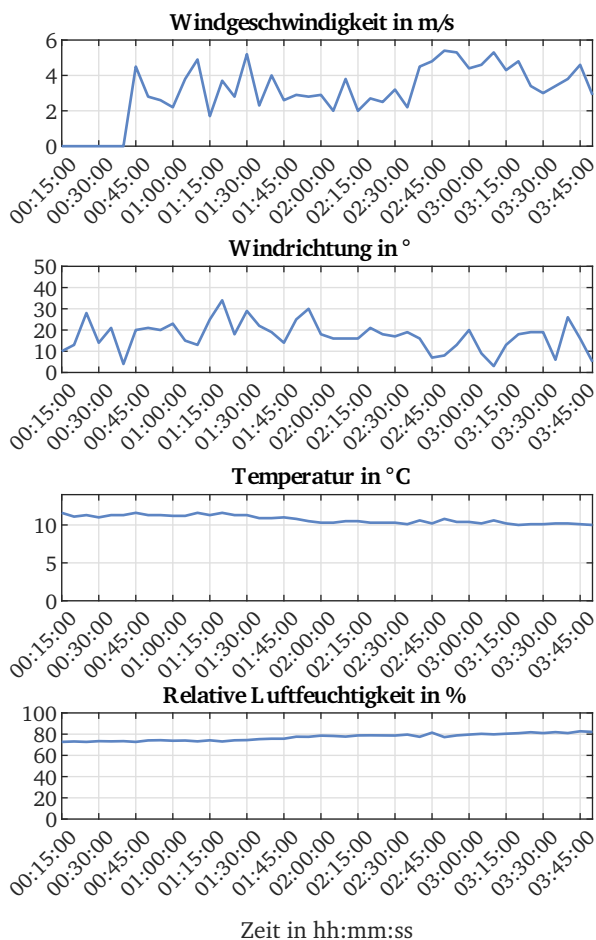 Windgeschwindigkeit in m/s
6
4
2
0
00:15:00 00:30:00 00:45:00 01:00:00 01:15:00 01:30:00 01:45:00 02:00:00 02:15:00 02:30:00 02:45:00 03:00:00 03:15:00 03:30:00 03:45:00
Windrichtung in °
50
40
30
20
10
0
00:15:00 00:30:00 00:45:00 01:00:00 01:15:00 01:30:00 01:45:00 02:00:00 02:15:00 02:30:00 02:45:00 03:00:00 03:15:00 03:30:00 03:45:00
Temperatur in °C
10
5
0
00:15:00 00:30:00 00:45:00 01:00:00 01:15:00 01:30:00 01:45:00 02:00:00 02:15:00 02:30:00 02:45:00 03:00:00 03:15:00 03:30:00 03:45:00
Relative Luftfeuchtigkeit in %
100
80
60
40
20
0
00:15:00 00:30:00 00:45:00 01:00:00 01:15:00 01:30:00 01:45:00 02:00:00 02:15:00 02:30:00 02:45:00 03:00:00 03:15:00 03:30:00 03:45:00
Zeit in hh:mm:ss